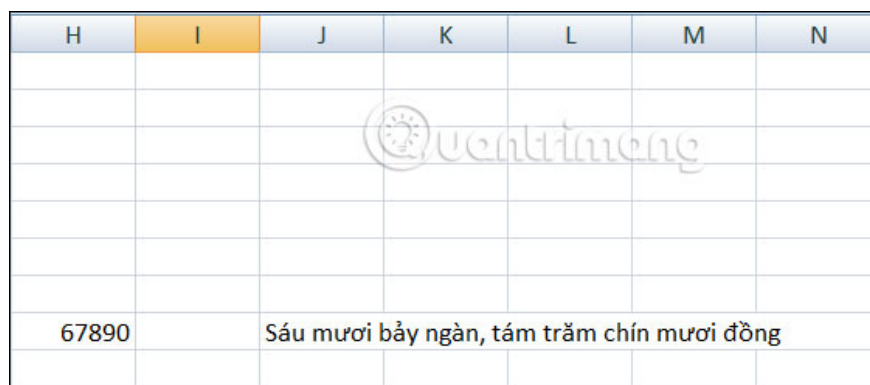 H I J K L M N
Quantrimang
67890 Sáu mươi bảy ngàn, tám trăm chín mươi đồng